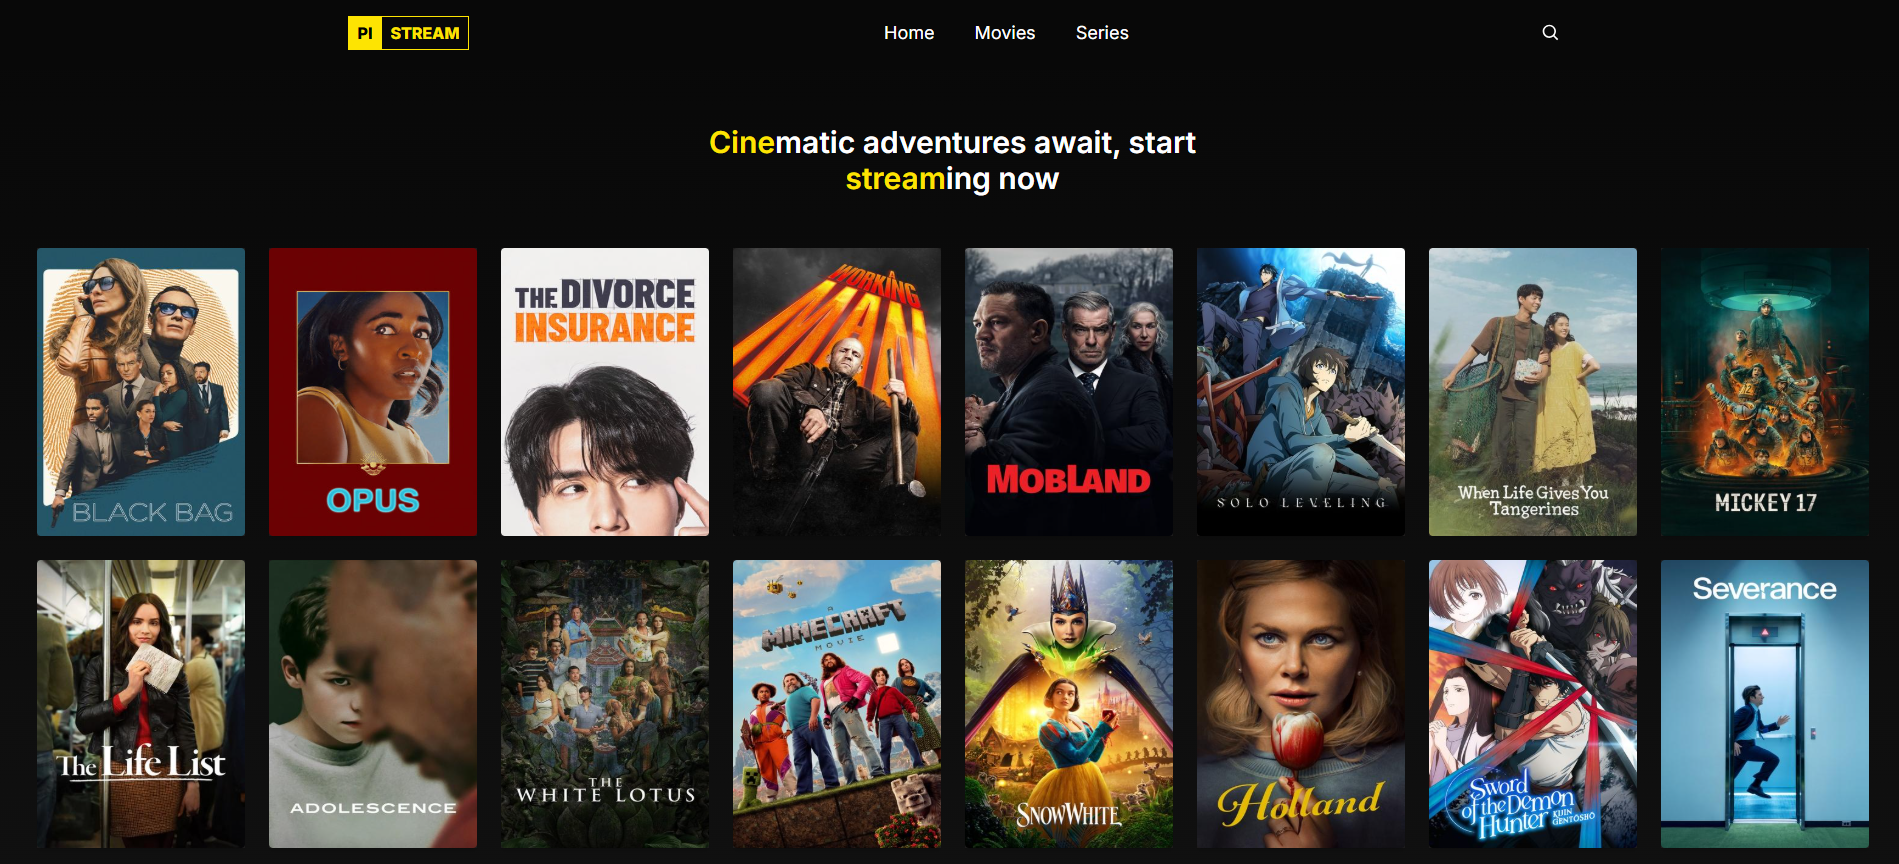 PI STREAM
Home Movies Series
Cinematic adventures await, start
streaming now
BLACK BAG
OPUS
THE DIVORCE
INSURANCE
A
WORKING
MAN
MOBLAND
SOLO LEVELING
When Life Gives You
Tangerines
MICKEY 17
The Life List
ADOLESCENCE
THE
WHITE LOTUS
A
MINECRAFT
MOVIE
SNOW WHITE
Holland
Sword
of the Demon
Hunter KIJIN
GENTOSHO
Severance